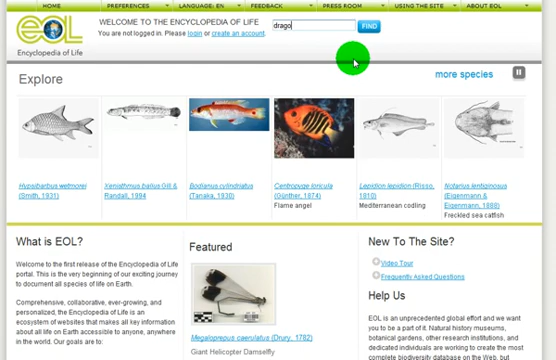 HOME PREFERENCES LANGUAGE: EN FEEDBACK PRESS ROOM USING THE SITE ABOUT EOL
eol
Encyclopedia of Life
WELCOME TO THE ENCYCLOPEDIA OF LIFE
You are not logged in. Please login or create an account.
drago
FIND
Explore
more species
Hypsibarbus wetmorei (Smith, 1931)
Xenisthmus balius Gill & Randall, 1994
Bodianus cylindriatus (Tanaka, 1930)
Centropyge loricula (Günther, 1874)
Flame angel
Lepidion lepidion (Risso, 1810)
Mediterranean codling
Notarius lentiginosus (Eigenmann & Eigenmann, 1888)
Freckled sea catfish
What is EOL?
Welcome to the first release of the Encyclopedia of Life
portal. This is the very beginning of our exciting journey
to document all species of life on Earth.
Comprehensive, collaborative, ever-growing, and
personalized, the Encyclopedia of Life is an
ecosystem of websites that makes all key information
about all life on Earth accessible to anyone, anywhere
in the world. Our goals are to:
Featured
Megaloprepus caerulatus (Drury, 1782)
Giant Helicopter Damselfly
New To The Site?
Video Tour
Frequently Asked Questions
Help Us
EOL is an unprecedented global effort and we want
you to be a part of it. Natural history museums,
botanical gardens, other research institutions, and
dedicated individuals are working to create the most
complete biodiversity database on the Web, but